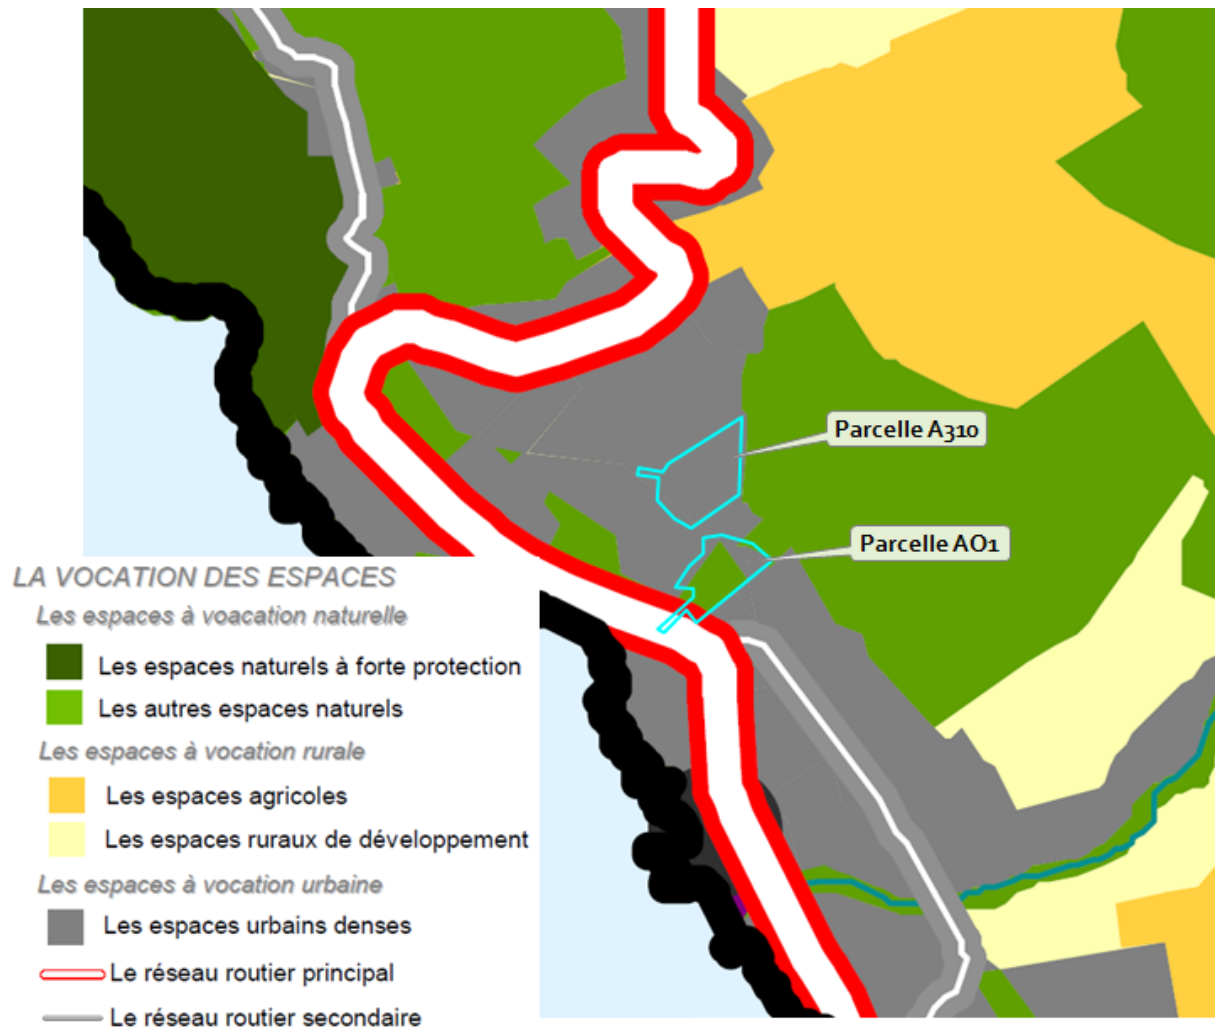 Parcelle A310
Parcelle AO1
LA VOCATION DES ESPACES
Les espaces à voacation naturelle
Les espaces naturels à forte protection
Les autres espaces naturels
Les espaces à vocation rurale
Les espaces agricoles
Les espaces ruraux de développement
Les espaces à vocation urbaine
Les espaces urbains denses
Le réseau routier principal
Le réseau routier secondaire